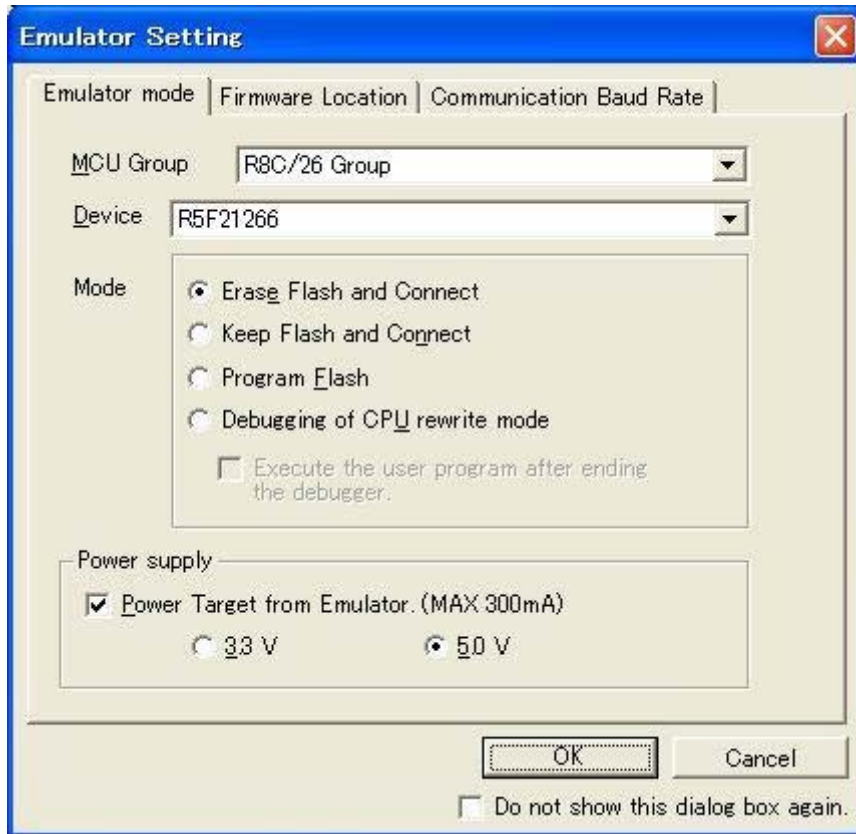 Emulator Setting
Emulator mode Firmware Location Communication Baud Rate
MCU Group R8C/26 Group
Device R5F21266
Mode
Erase Flash and Connect
Keep Flash and Connect
Program Flash
Debugging of CPU rewrite mode
Execute the user program after ending
the debugger.
Power supply
Power Target from Emulator. (MAX 300mA)
3.3 V 5.0 V
OK Cancel
Do not show this dialog box again.